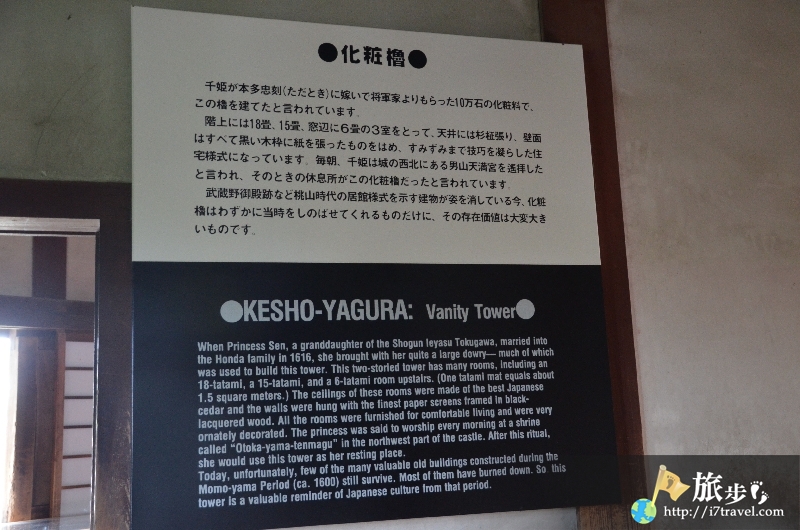 ●化粧櫓●
千姫が本多忠刻(ただとき)に嫁いで将軍家よりもらった10万石の化粧料で、
この櫓を建てたと言われています.
階上には18畳、15畳、窓辺に6畳の3室をとって、天井には杉柾張り、壁面
はすべて黒い木枠に紙を張ったものをはめ、すみずみまで技巧を凝らした住
宅様式になっています. 毎朝、千姫は城の西北にある男山天満宮を遙拝した
と言われ、そのときの休息所がこの化粧櫓だったと言われています.
武蔵野御殿跡など桃山時代の居館様式を示す建物が姿を消している今、化粧
櫓はわずかに当時をしのばせてくれるものだけに、その存在価値は大変大き
いものです.
●KESHO-YAGURA: Vanity Tower●
When Princess Sen, a granddaughter of the Shogun Ieyasu Tokugawa, married into
the Honda family in 1616, she brought with her quite a large dowry— much of which
was used to build this tower. This two-storied tower has many rooms, including an
18-tatami, a 15-tatami, and a 6-tatami room upstairs. (One tatami mat equals about
1.5 square meters.) The ceilings of these rooms were made of the best Japanese
cedar and the walls were hung with the finest paper screens framed in black-
lacquered wood. All the rooms were furnished for comfortable living and were very
ornately decorated. The princess was said to worship every morning at a shrine
called "Otoka-yama-tenmagu" in the northwest part of the castle. After this ritual,
she would use this tower as her resting place.
Today, unfortunately, few of the many valuable old buildings constructed during the
Momo-yama Period (ca. 1600) still survive. Most of them have burned down. So this
tower is a valuable reminder of Japanese culture from that period.
旅步
http://i7travel.com